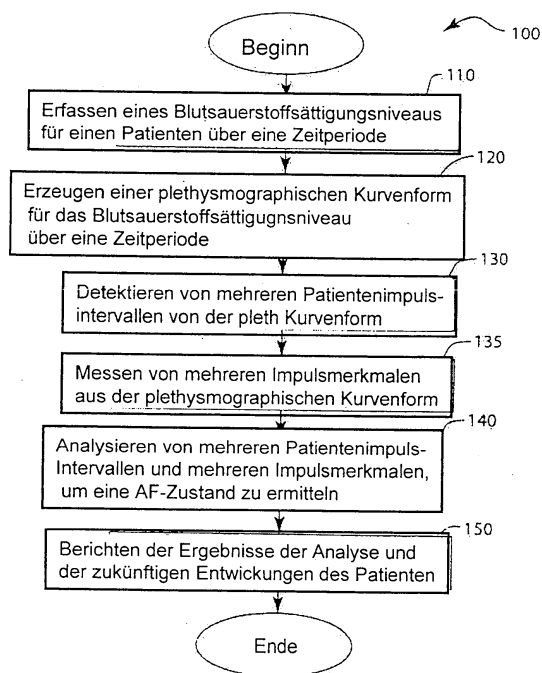 100
Beginn
110
Erfassen eines Blutsauerstoffsättigungsniveaus
für einen Patienten über eine Zeitperiode
120
Erzeugen einer plethysmographischen Kurvenform
für das Blutsauerstoffsättigugnsniveau
über eine Zeitperiode
130
Detektieren von mehreren Patientenimpuls-
intervallen von der pleth Kurvenform
135
Messen von mehreren Impulsmerkmalen
aus der plethysmographischen Kurvenform
140
Analysieren von mehreren Patientenimpuls-
Intervallen und mehreren Impulsmerkmalen,
um eine AF-Zustand zu ermitteln
150
Berichten der Ergebnisse der Analyse und
der zukünftigen Entwickungen des Patienten
Ende